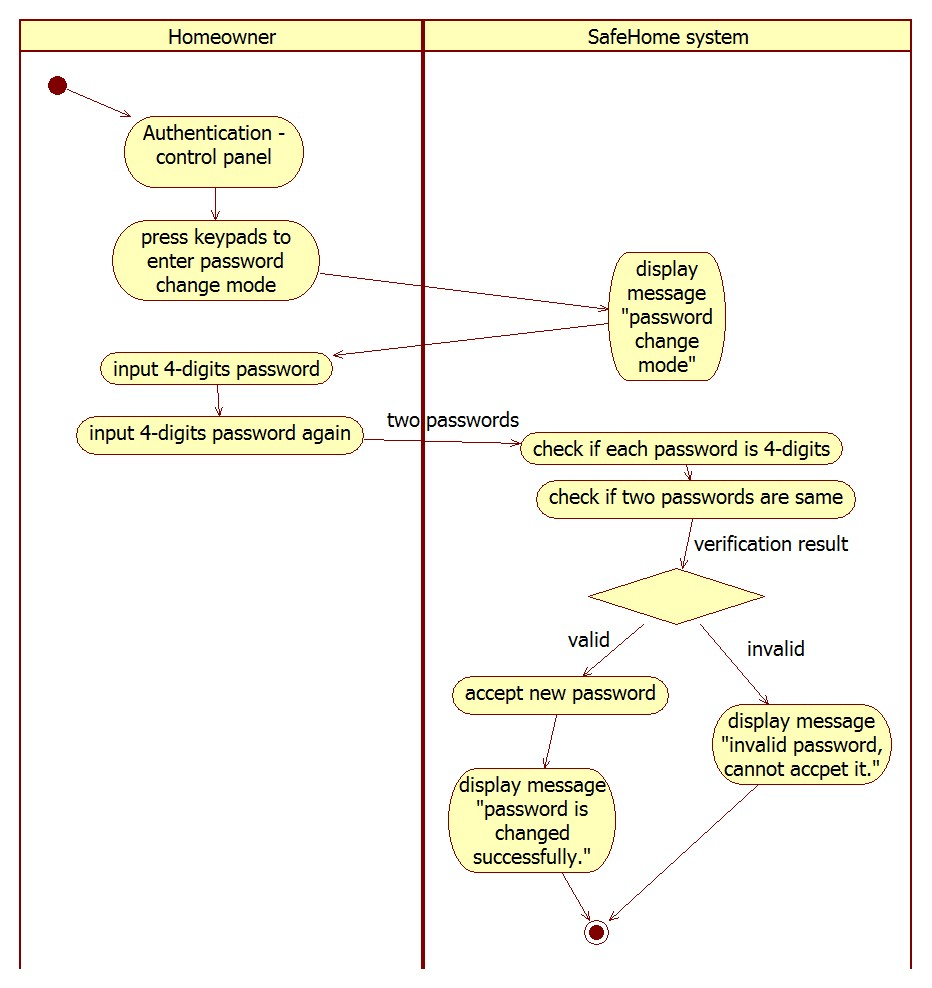 Homeowner
SafeHome system
Authentication -
control panel
press keypads to
enter password
change mode
display
message
"password
change
mode"
input 4-digits password
input 4-digits password again
two passwords
check if each password is 4-digits
check if two passwords are same
verification result
valid
invalid
accept new password
display message
"invalid password,
cannot accpet it."
display message
"password is
changed
successfully."